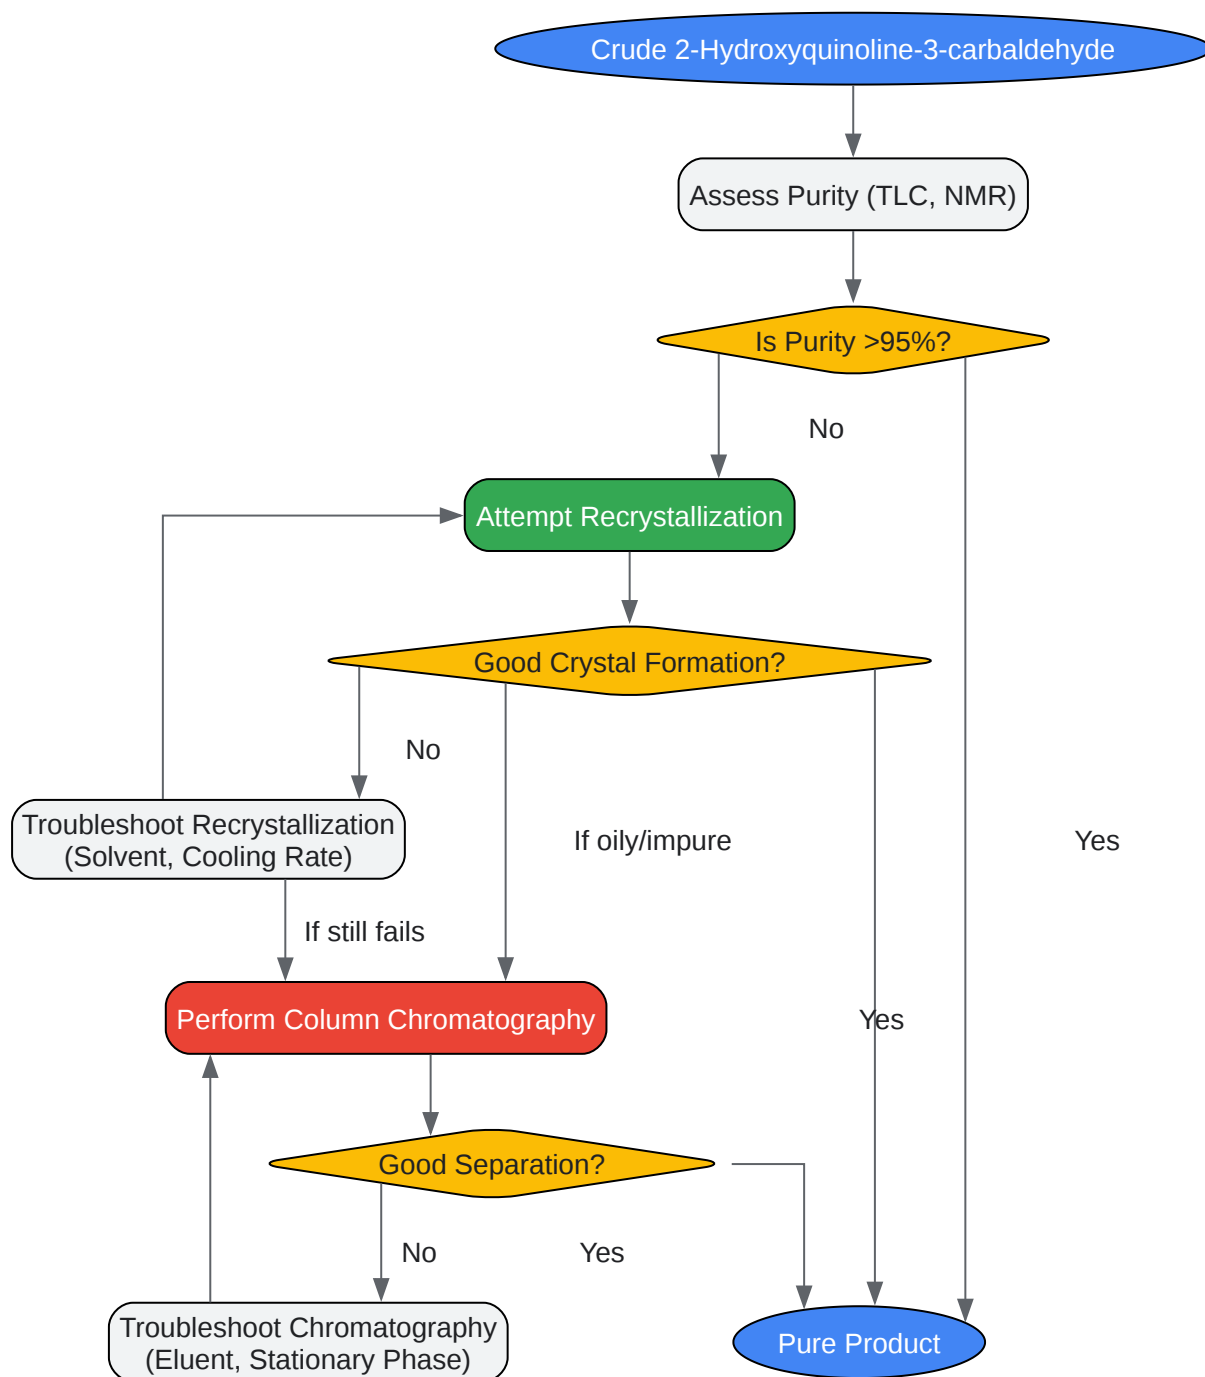 Crude 2-Hydroxyquinoline-3-carbaldehyde
Assess Purity (TLC, NMR)
Is Purity >95%?
No
Attempt Recrystallization
Good Crystal Formation?
No
Troubleshoot Recrystallization
(Solvent, Cooling Rate)
If oily/impure
Yes
If still fails
Perform Column Chromatography
Yes
Good Separation?
No
Yes
Troubleshoot Chromatography
(Eluent, Stationary Phase)
Pure Product